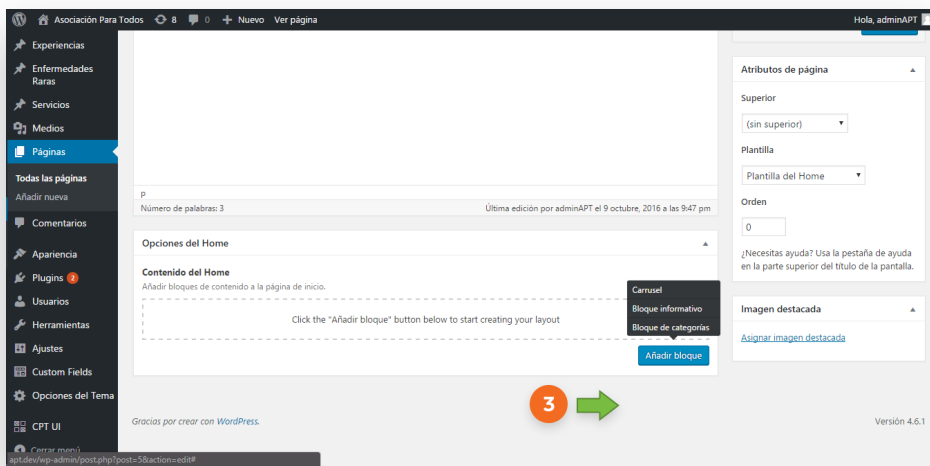 Asociación Para Todos 8 0 + Nuevo Ver página Hola, adminAPT
Experiencias
Enfermedades
Raras
Servicios
Medios
Páginas
Todas las páginas
Añadir nueva
Comentarios
Apariencia
Plugins 2
Usuarios
Herramientas
Ajustes
Custom Fields
Opciones del Tema
CPT UI
Cerrar menú
apt.dev/wp-admin/post.php?post=5&action=edit#
P
Número de palabras: 3 Última edición por adminAPT el 9 octubre, 2016 a las 9:47 pm
Opciones del Home
Contenido del Home
Añadir bloques de contenido a la página de inicio.
Click the "Añadir bloque" button below to start creating your layout
Carrusel
Bloque informativo
Bloque de categorías
Añadir bloque
3
Gracias por crear con WordPress.
Versión 4.6.1
Atributos de página
Superior
(sin superior)
Plantilla
Plantilla del Home
Orden
0
¿Necesitas ayuda? Usa la pestaña de ayuda
en la parte superior del título de la pantalla.
Imagen destacada
Asignar imagen destacada